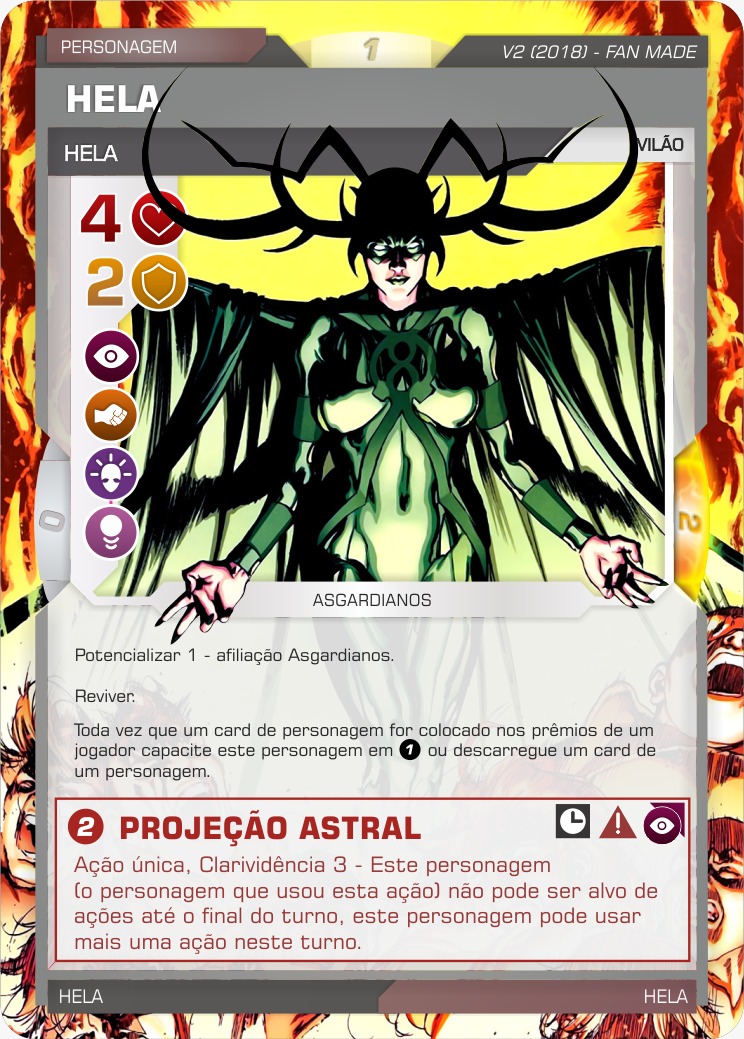 PERSONAGEM
1
V2 (2018) - FAN MADE
HELA
HELA
VILÃO
4
2
0
2
ASGARDIANOS
Potencializar 1 - afiliação Asgardianos.
Reviver.
Toda vez que um card de personagem for colocado nos prêmios de um
jogador capacite este personagem em 1 ou descarregue um card de
um personagem.
2 PROJEÇÃO ASTRAL
Ação única, Clarividência 3 - Este personagem
(o personagem que usou esta ação) não pode ser alvo de
ações até o final do turno, este personagem pode usar
mais uma ação neste turno.
HELA
HELA